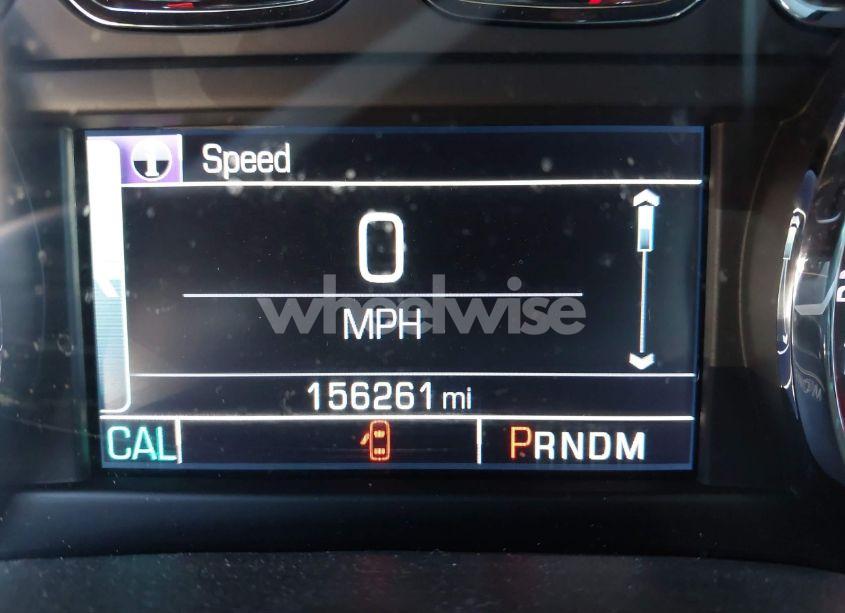 Speed
0
MPH
wheelwise
156261 mi
CAL
PRNDM